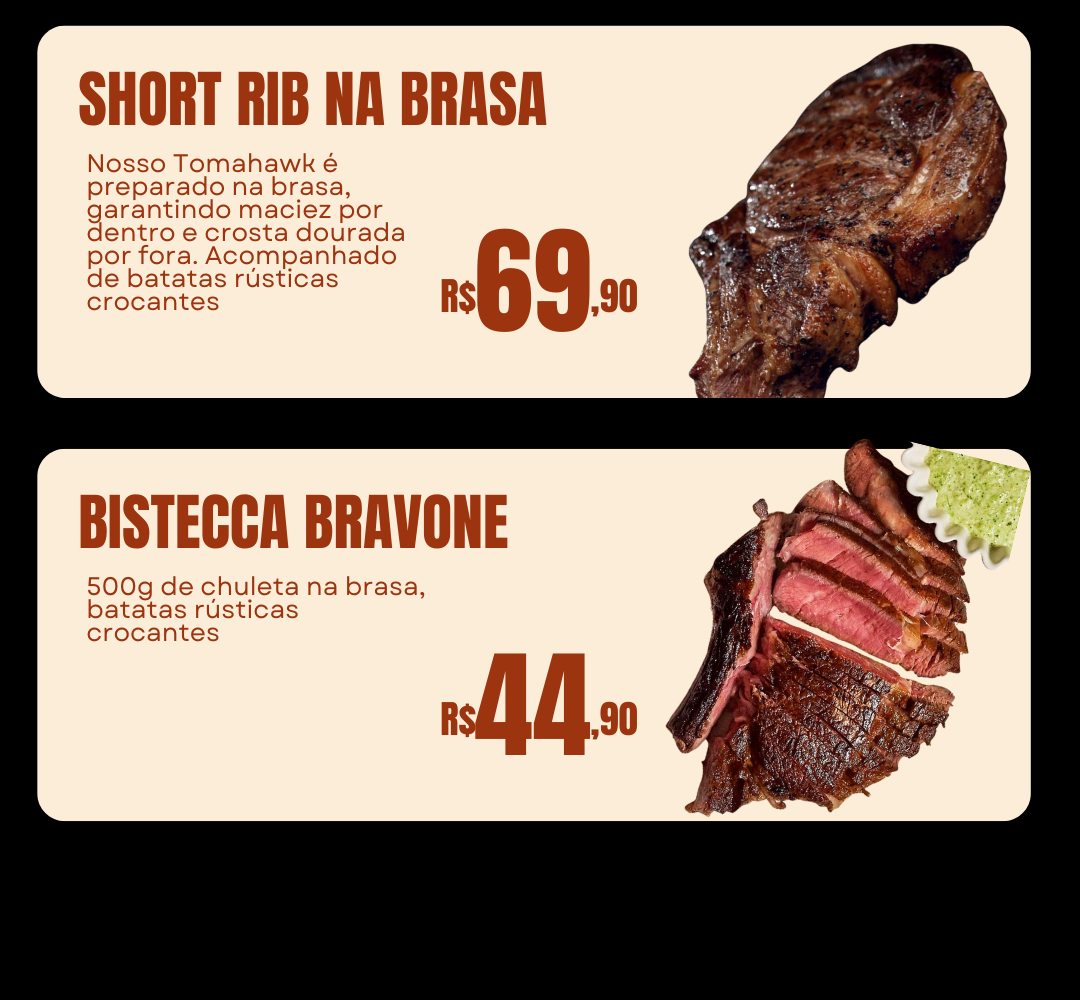 SHORT RIB NA BRASA
Nosso Tomahawk é
preparado na brasa,
garantindo maciez por
dentro e crosta dourada
por fora. Acompanhado
de batatas rústicas
crocantes
R$69,90
BISTECCA BRAVONE
500g de chuleta na brasa,
batatas rústicas
crocantes
R$44,90